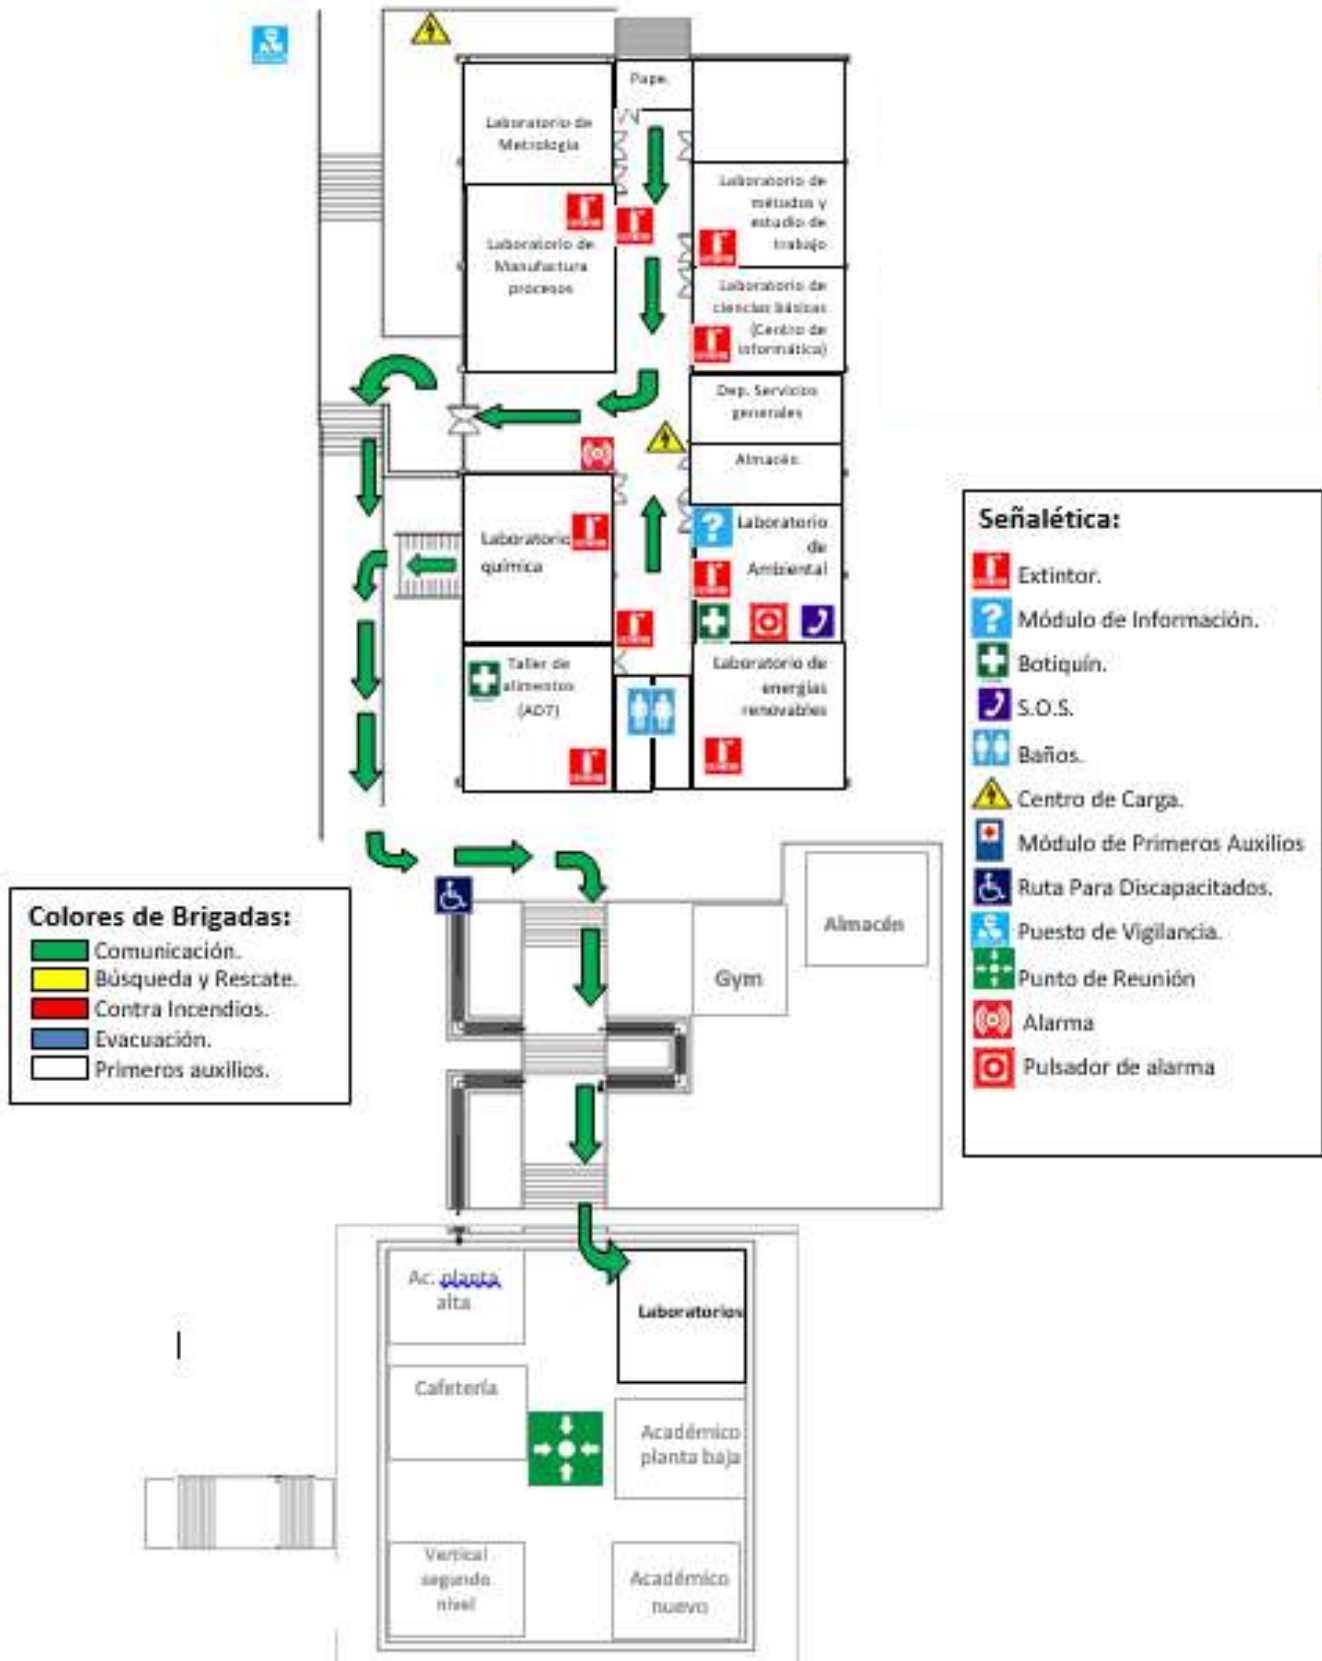 Pape.
Laboratorio de
Metrologia
Laboratorio de
métodos y
estudio de
trabajo
Laboratorio de
Manufactura
procesos
Laboratorio de
ciencias básicas
(Centro de
informática)
Dep. Servicios
generales
Almacén.
Laboratorio
química
Laboratorio
de
Ambiental
Taller de
alimentos
(AD7)
Laboratorio de
energías
renovables
Señalética:
Extintor.
Módulo de Información.
Botiquín.
S.O.S.
Baños.
Centro de Carga.
Módulo de Primeros Auxilios
Ruta Para Discapacitados.
Puesto de Vigilancia.
Punto de Reunión
Alarma
Pulsador de alarma
Colores de Brigadas:
Comunicación.
Búsqueda y Rescate.
Contra Incendios.
Evacuación.
Primeros auxilios.
Almacén
Gym
Ac. planta
alta
Laboratorios
Cafetería
Académico
planta baja
Vertical
segundo
nivel
Académico
nuevo